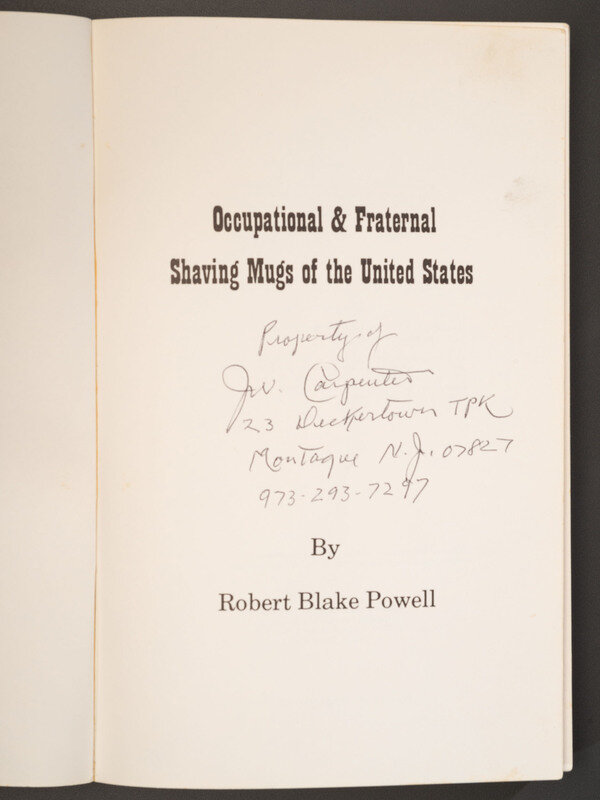 Occupational & Fraternal
Shaving Mugs of the United States
Property of
J.W. Carpenter
23 Deckertown TPK
Montague N.J. 07827
973-293-7297
By
Robert Blake Powell